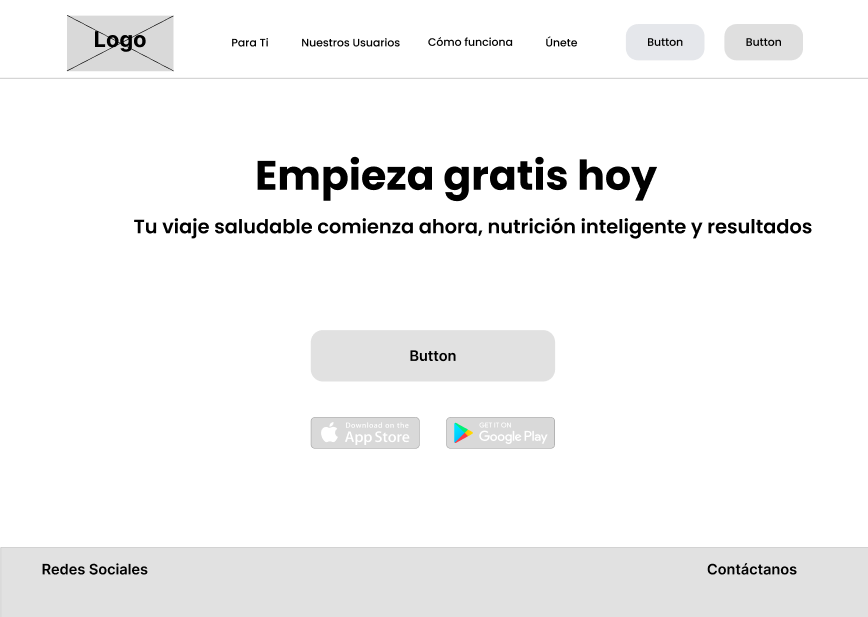 Logo
Para Ti
Nuestros Usuarios
Cómo funciona
Únete
Button
Button
Empieza gratis hoy
Tu viaje saludable comienza ahora, nutrición inteligente y resultados
Button
Download on the
App Store
GET IT ON
Google Play
Redes Sociales
Contáctanos